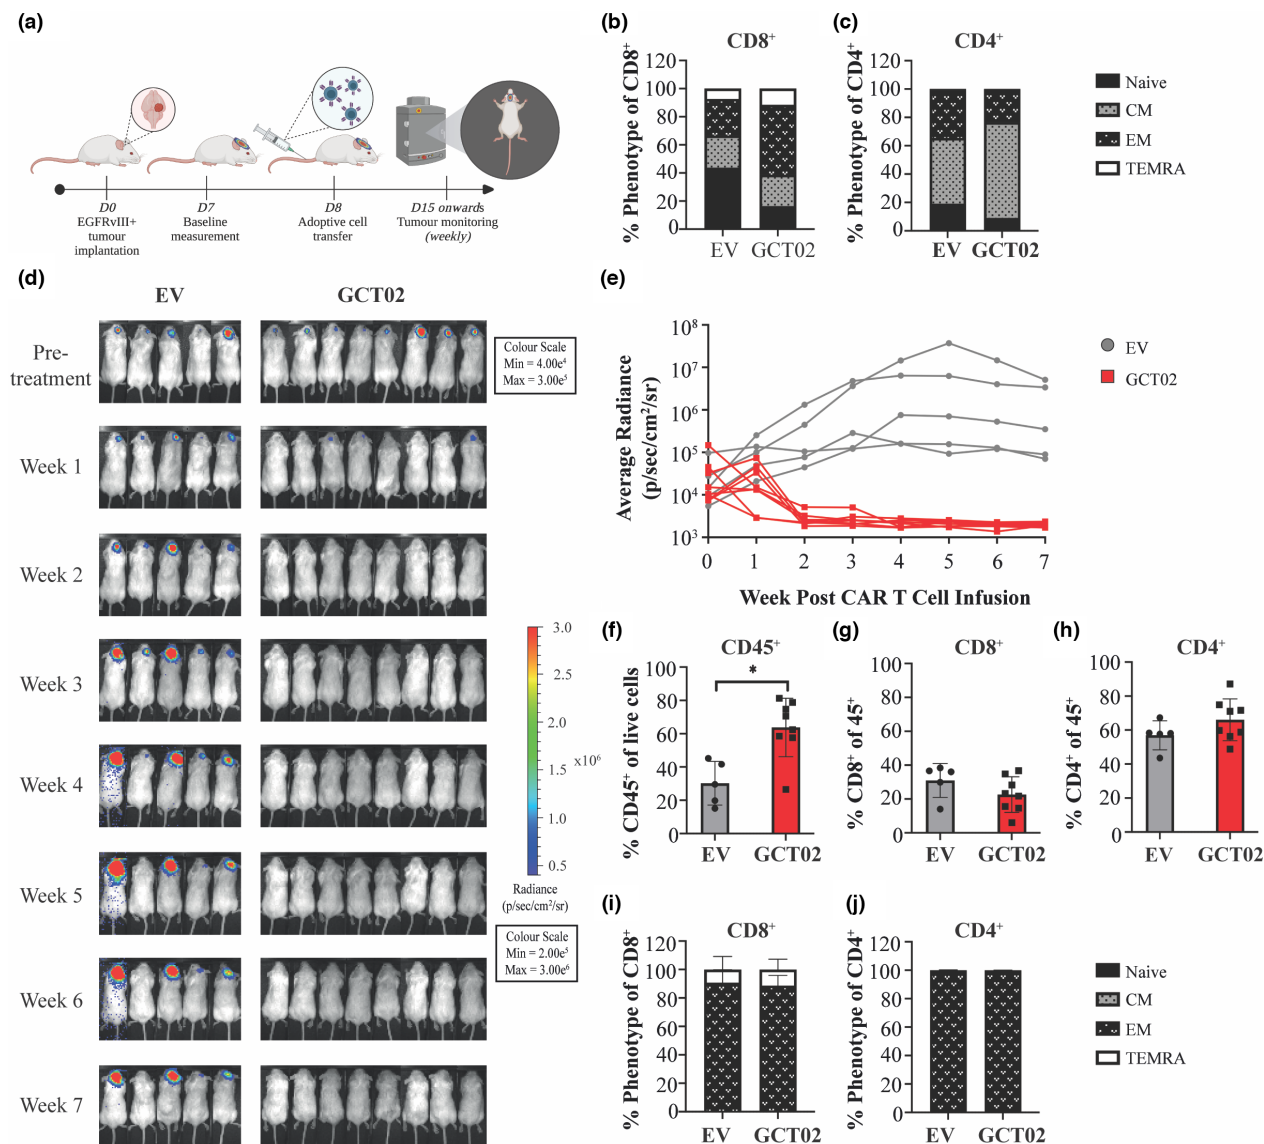 (a)
D0
EGFRvIII+
tumour
implantation
D7
Baseline
measurement
D8
Adoptive cell
transfer
D15 onwards
Tumour monitoring
(weekly)
(b)
CD8⁺
% Phenotype of CD8⁺
120
100
80
60
40
20
0
EV
GCT02
(c)
CD4⁺
% Phenotype of CD4⁺
120
100
80
60
40
20
0
EV
GCT02
Naive
CM
EM
TEMRA
(d)
EV
GCT02
Pre-
treatment
Week 1
Week 2
Week 3
Week 4
Week 5
Week 6
Week 7
Colour Scale
Min = 4.00e⁴
Max = 3.00e⁵
3.0
2.5
2.0
1.5
x10⁶
1.0
0.5
Radiance
(p/sec/cm²/sr)
Colour Scale
Min = 2.00e⁵
Max = 3.00e⁶
(e)
Average Radiance
(p/sec/cm²/sr)
10⁸
10⁷
10⁶
10⁵
10⁴
10³
0 1 2 3 4 5 6 7
Week Post CAR T Cell Infusion
EV
GCT02
(f)
CD45⁺
*
% CD45⁺ of live cells
100
80
60
40
20
0
EV
GCT02
(g)
CD8⁺
% CD8⁺ of 45⁺
100
80
60
40
20
0
EV
GCT02
(h)
CD4⁺
% CD4⁺ of 45⁺
100
80
60
40
20
0
EV
GCT02
(i)
CD8⁺
% Phenotype of CD8⁺
120
100
80
60
40
20
0
EV
GCT02
(j)
CD4⁺
% Phenotype of CD4⁺
120
100
80
60
40
20
0
EV
GCT02
Naive
CM
EM
TEMRA